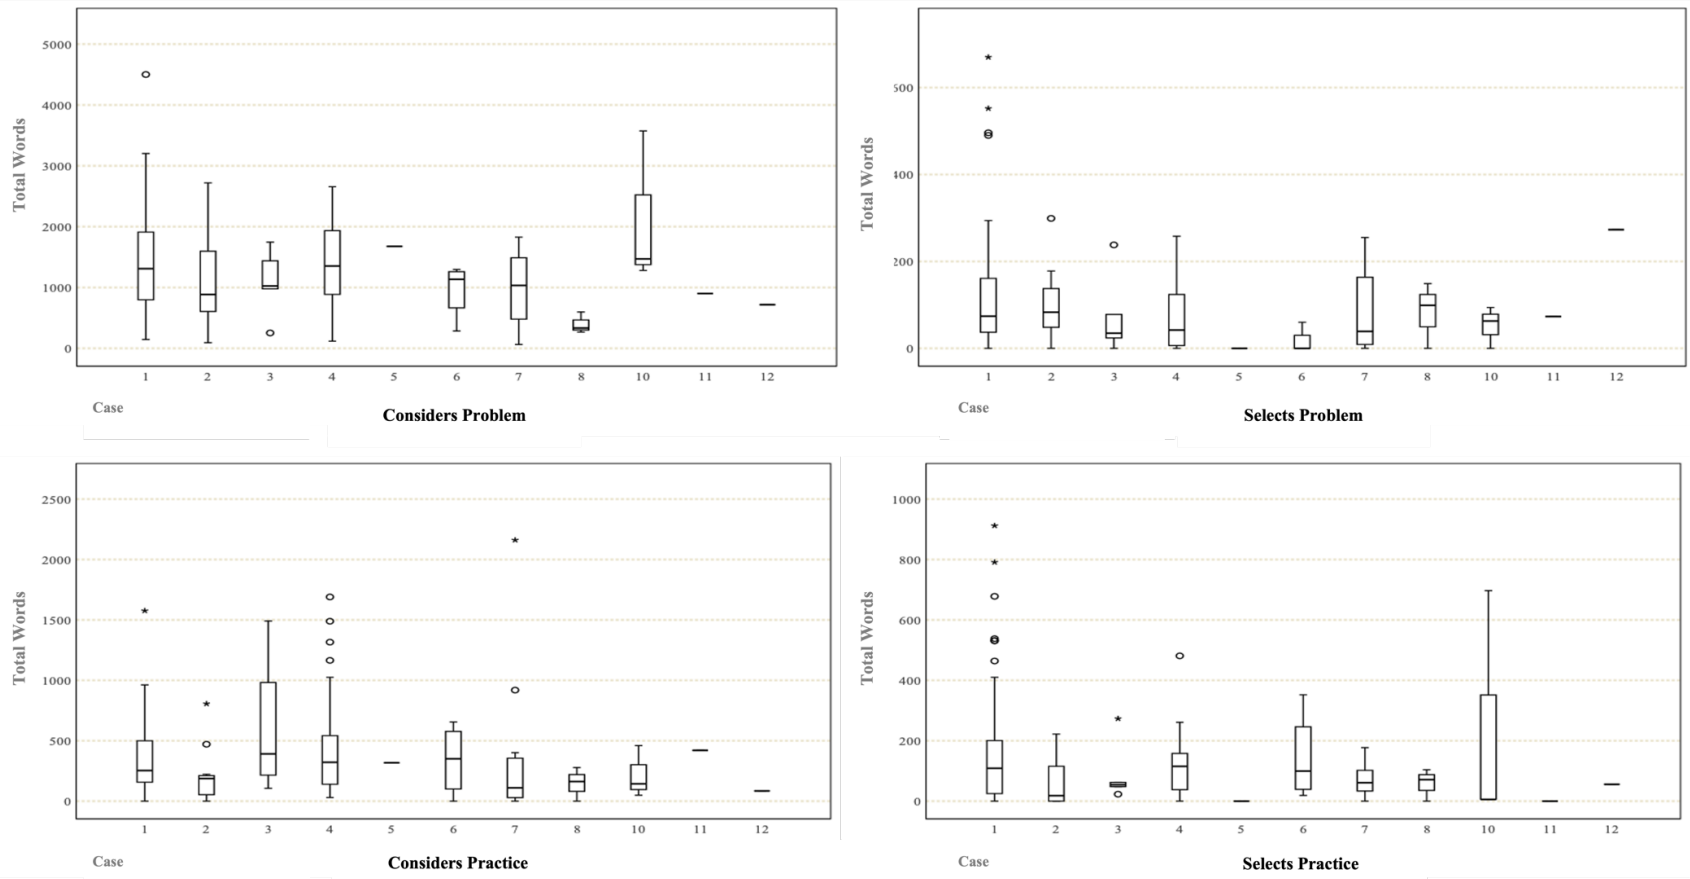 5000
4000
3000
2000
1000
0
Total Words
1 2 3 4 5 6 7 8 10 11 12
Case
Considers Problem
600
400
200
0
Total Words
1 2 3 4 5 6 7 8 10 11 12
Case
Selects Problem
2500
2000
1500
1000
500
0
Total Words
1 2 3 4 5 6 7 8 10 11 12
Case
Considers Practice
1000
800
600
400
200
0
Total Words
1 2 3 4 5 6 7 8 10 11 12
Case
Selects Practice